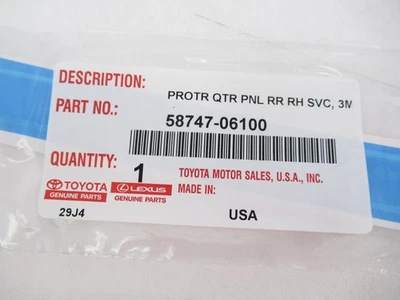 DESCRIPTION: PROTR QTR PNL RR RH SVC, 3M
PART NO.: 58747-06100
QUANTITY: 1 TOYOTA MOTOR SALES, U.S.A., INC.
TOYOTA LEXUS MADE IN:
GENUINE PARTS GENUINE PARTS
29J4 USA